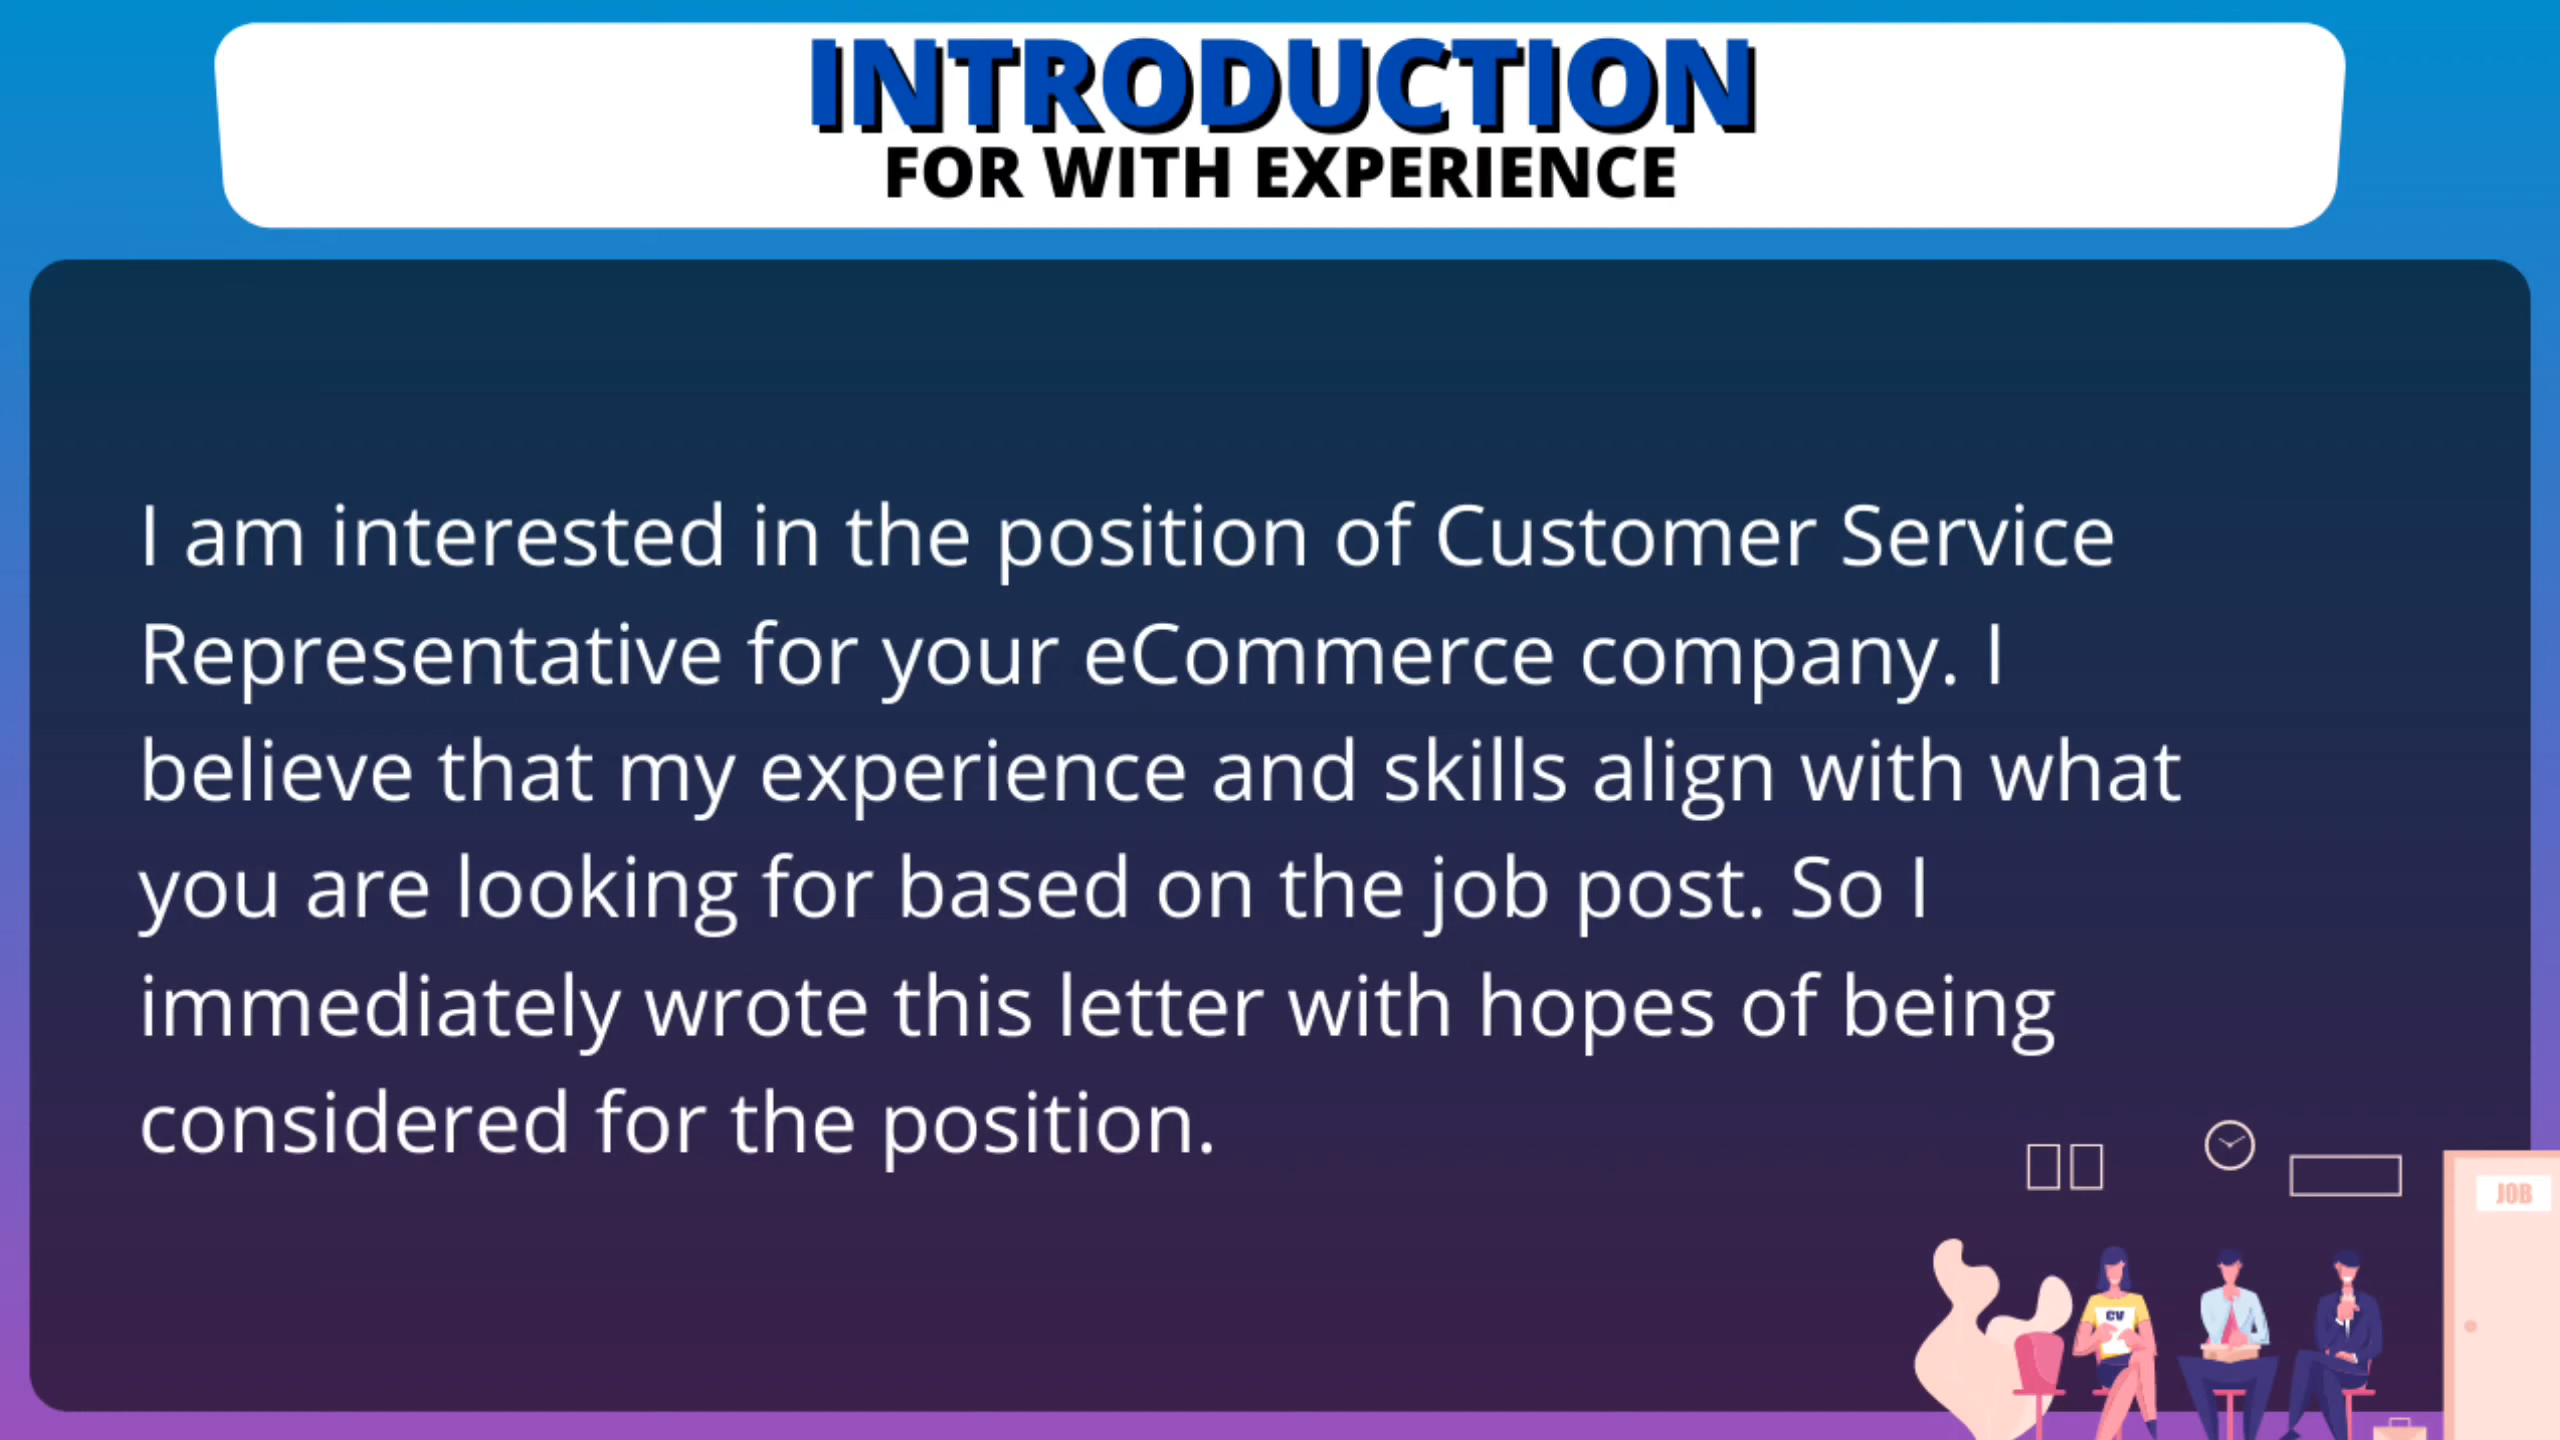 INTRODUCTION
FOR WITH EXPERIENCE
I am interested in the position of Customer Service
Representative for your eCommerce company. I
believe that my experience and skills align with what
you are looking for based on the job post. So I
immediately wrote this letter with hopes of being
considered for the position.
JOB
CV